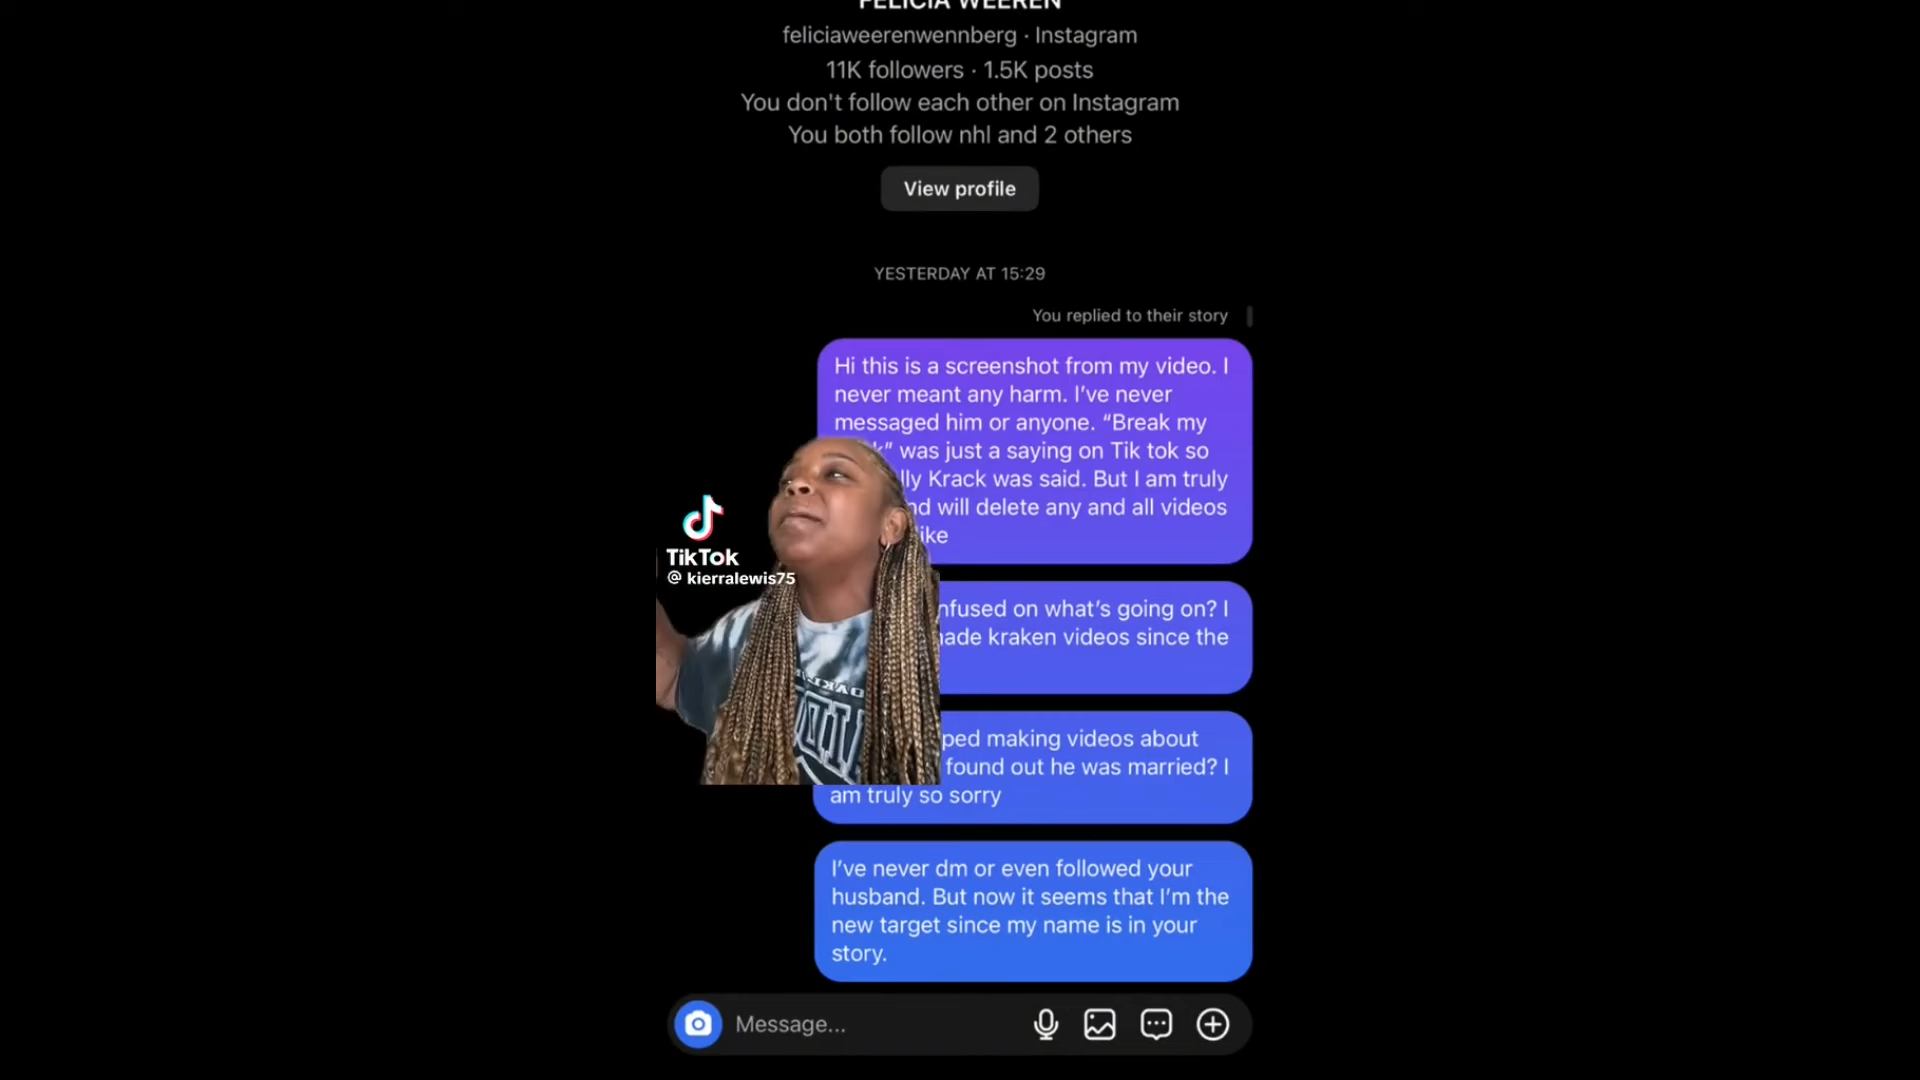 FELICIA WEEREN
feliciaweerenwennberg · Instagram
11K followers · 1.5K posts
You don't follow each other on Instagram
You both follow nhl and 2 others
View profile
YESTERDAY AT 15:29
You replied to their story
Hi this is a screenshot from my video. I
never meant any harm. I've never
messaged him or anyone. “Break my
was just a saying on Tik tok so
Krack was said. But I am truly
will delete any and all videos
on what's going on? I
kraken videos since the
making videos about
found out he was married? I
am truly so sorry
I've never dm or even followed your
husband. But now it seems that I'm the
new target since my name is in your
story.
TikTok
@ kierralewis75
Message...